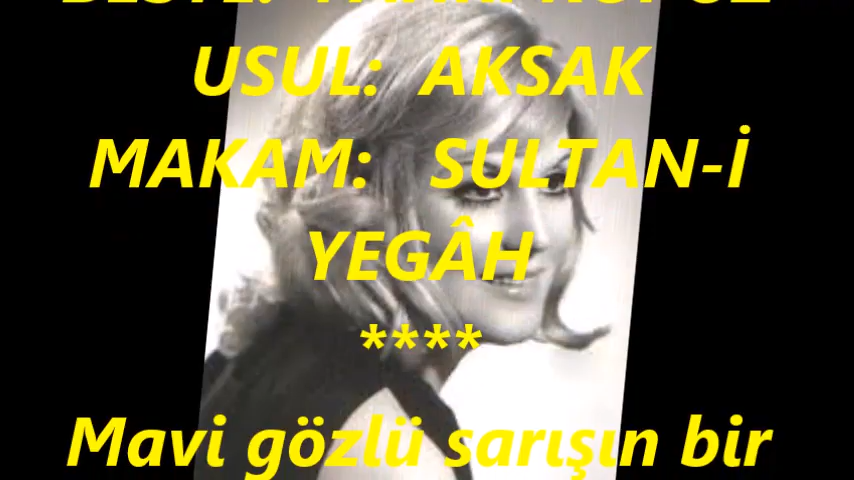 USUL: AKSAK
MAKAM: SULTAN-İ
YEGÂH
****
Mavi gözlü sarışın bir